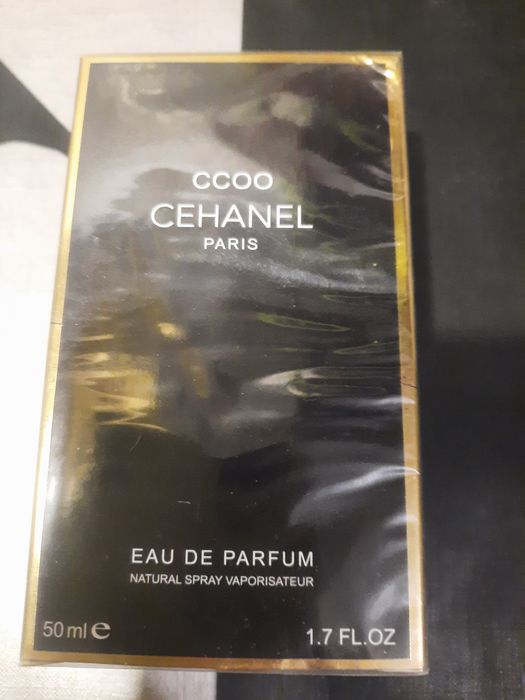 CCOO
CEHANEL
PARIS
EAU DE PARFUM
NATURAL SPRAY VAPORISATEUR
50 ml e 1.7 FL.OZ